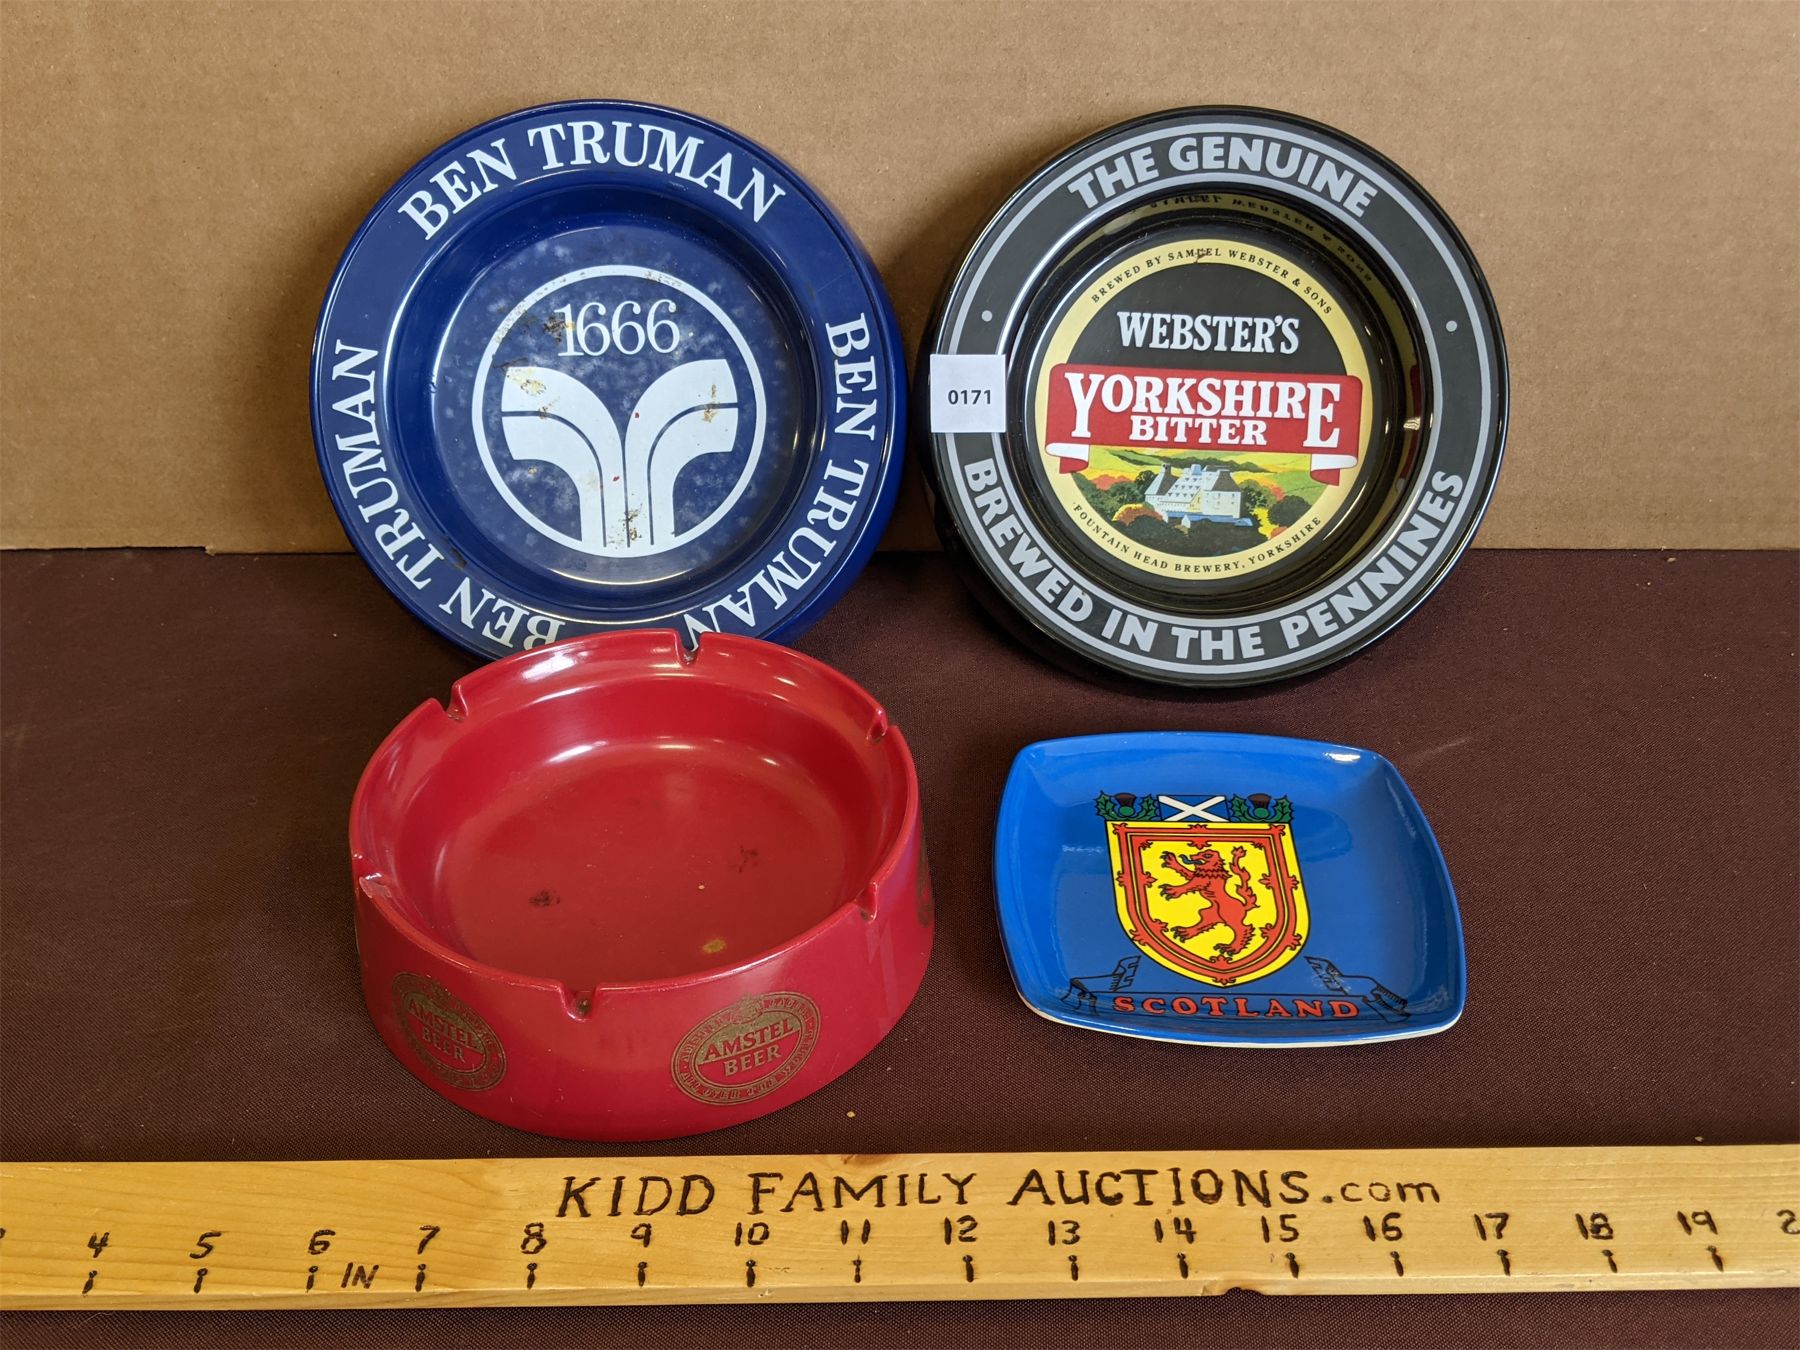 BEN TRUMAN
BEN TRUMAN
BEN TRUMAN
BEN
1666
THE GENUINE
BREWED IN THE PENNINES
BREWED BY SAMUEL WEBSTER & SONS
WEBSTER'S
YORKSHIRE
BITTER
FOUNTAIN HEAD BREWERY, YORKSHIRE
0171
AMSTEL
BEER
AMSTEL
BEER
SCOTLAND
KIDD FAMILY AUCTIONS.com
4 5 6 7 8 9 10 11 12 13 14 15 16 17 18 19
IN